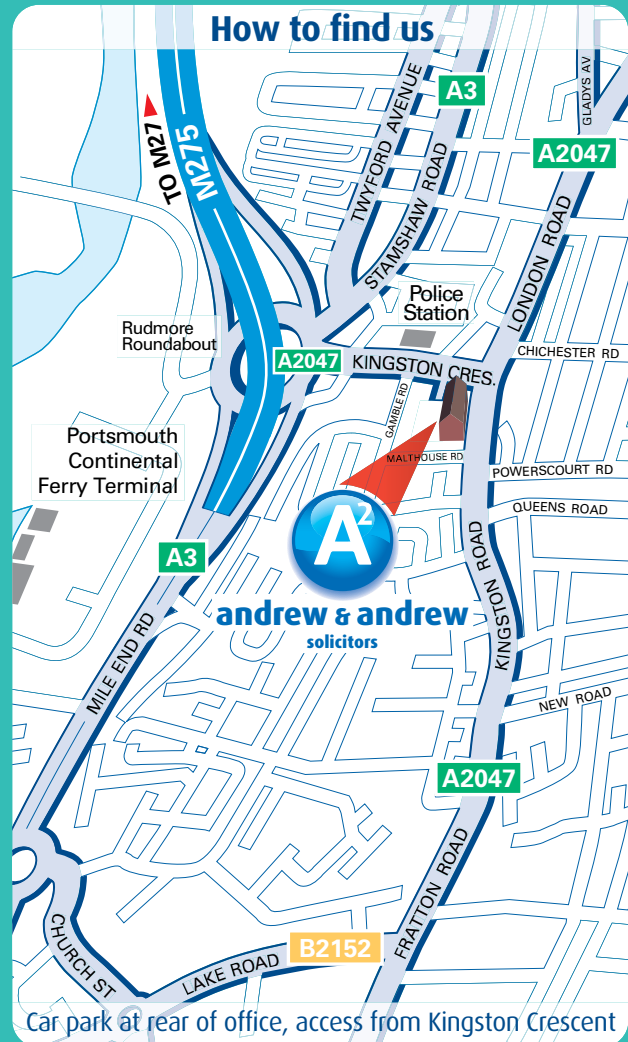 How to find us
A3
GLADYS AV
TWYFORD AVENUE
TO M27
M275
A2047
STAMSHAW ROAD
LONDON ROAD
Police
Station
Rudmore
Roundabout
A2047
KINGSTON CRES.
CHICHESTER RD
GAMBLE RD
Portsmouth
Continental
Ferry Terminal
MALTHOUSE RD
POWERSCOURT RD
QUEENS ROAD
A2
A3
KINGSTON ROAD
andrew & andrew
solicitors
MILE END RD
NEW ROAD
A2047
FRATTON ROAD
CHURCH ST
LAKE ROAD
B2152
Car park at rear of office, access from Kingston Crescent